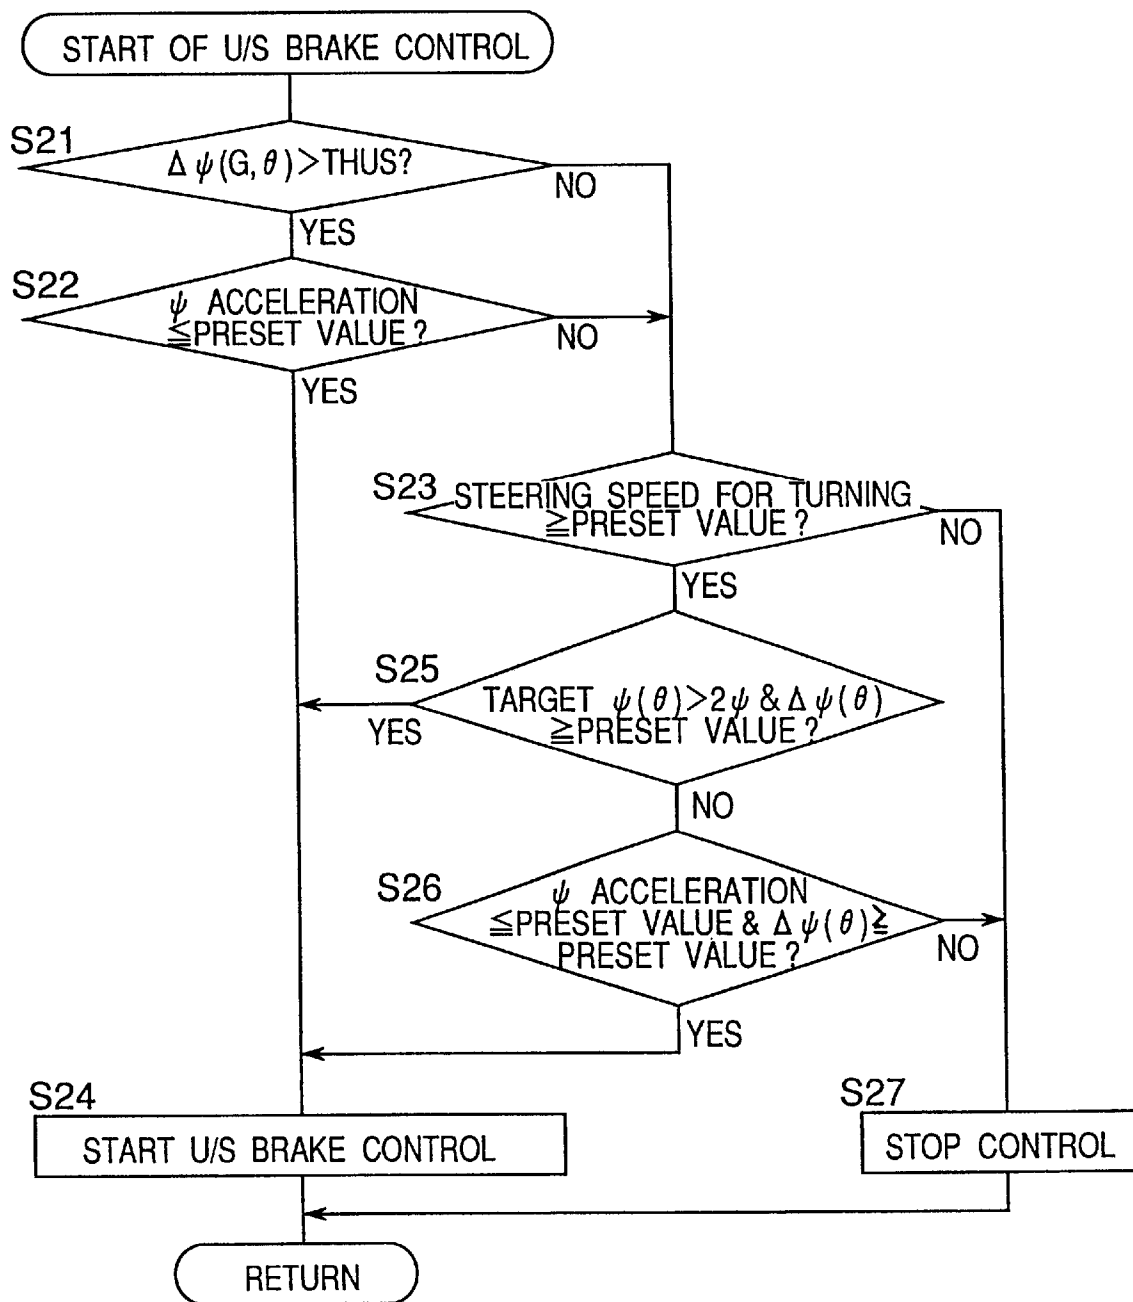 START OF U/S BRAKE CONTROL
S21
Δψ(G,θ)>THUS?
NO
YES
S22
ψ ACCELERATION
≦PRESET VALUE?
NO
YES
S23
STEERING SPEED FOR TURNING
≧PRESET VALUE?
NO
YES
S25
TARGET ψ(θ)>2ψ & Δψ(θ)
≧PRESET VALUE?
YES
NO
S26
ψ ACCELERATION
≦PRESET VALUE & Δψ(θ)≧
PRESET VALUE?
NO
YES
S24
START U/S BRAKE CONTROL
S27
STOP CONTROL
RETURN